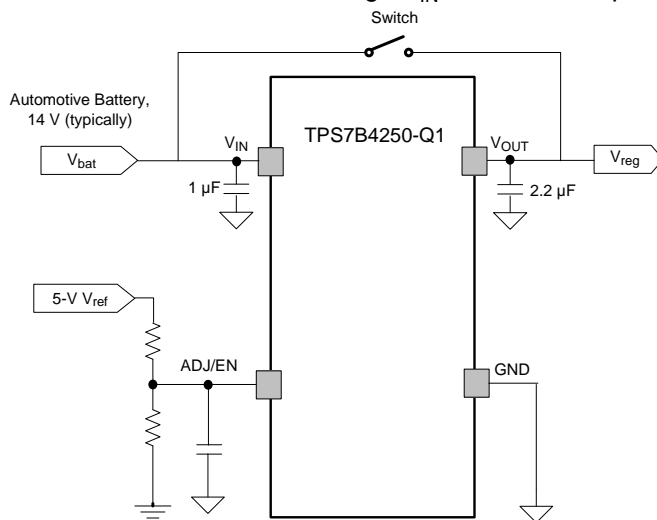 Switch
Automotive Battery,
14 V (typically)
TPS7B4250-Q1
VIN
VOUT
Vbat
Vreg
1 µF
2.2 µF
5-V Vref
ADJ/EN
GND